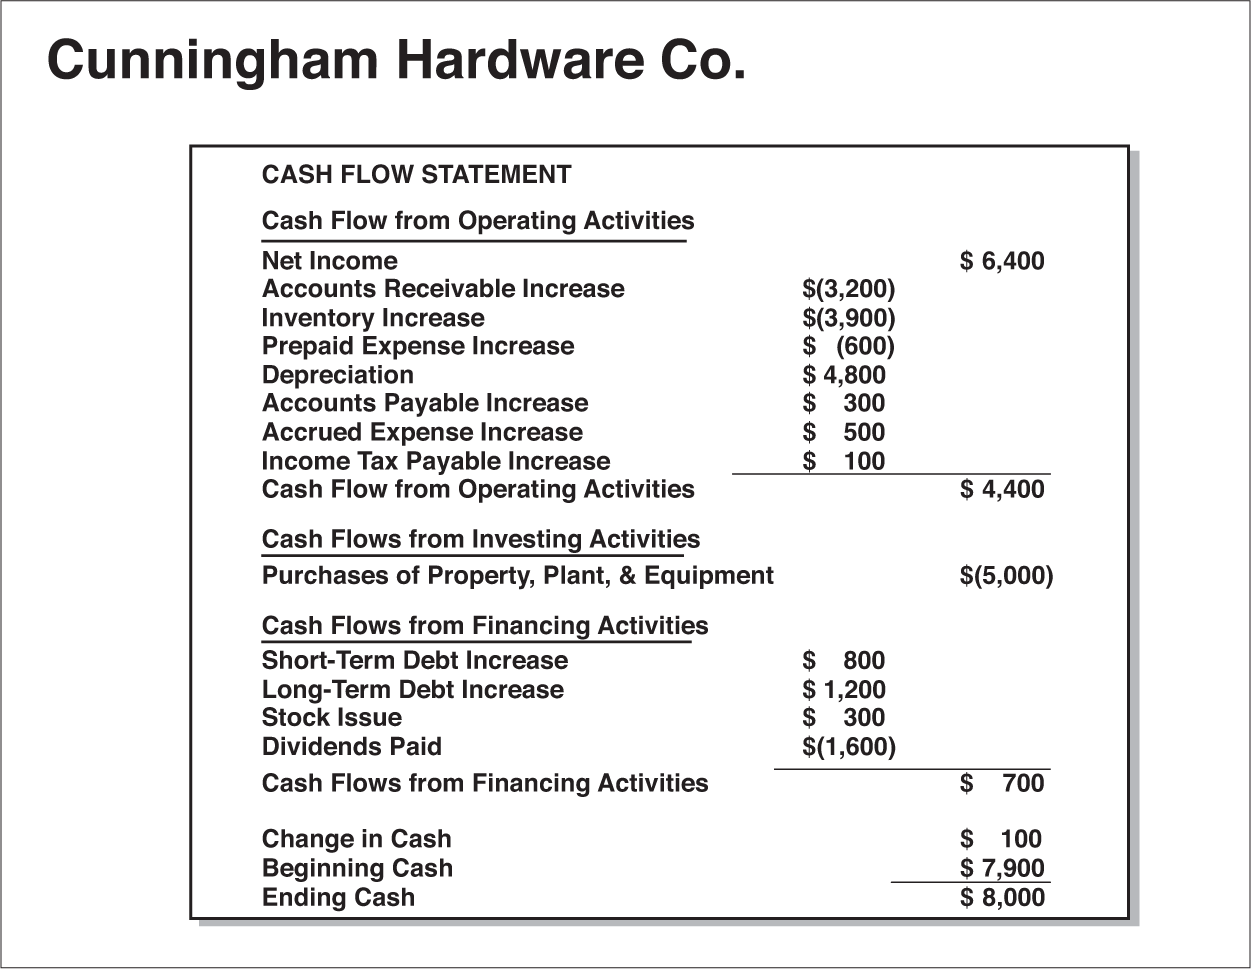 Cunningham Hardware Co.
CASH FLOW STATEMENT
Cash Flow from Operating Activities
Net Income $ 6,400
Accounts Receivable Increase $(3,200)
Inventory Increase $(3,900)
Prepaid Expense Increase $ (600)
Depreciation $ 4,800
Accounts Payable Increase $ 300
Accrued Expense Increase $ 500
Income Tax Payable Increase $ 100
Cash Flow from Operating Activities $ 4,400
Cash Flows from Investing Activities
Purchases of Property, Plant, & Equipment $(5,000)
Cash Flows from Financing Activities
Short-Term Debt Increase $ 800
Long-Term Debt Increase $ 1,200
Stock Issue $ 300
Dividends Paid $(1,600)
Cash Flows from Financing Activities $ 700
Change in Cash $ 100
Beginning Cash $ 7,900
Ending Cash $ 8,000